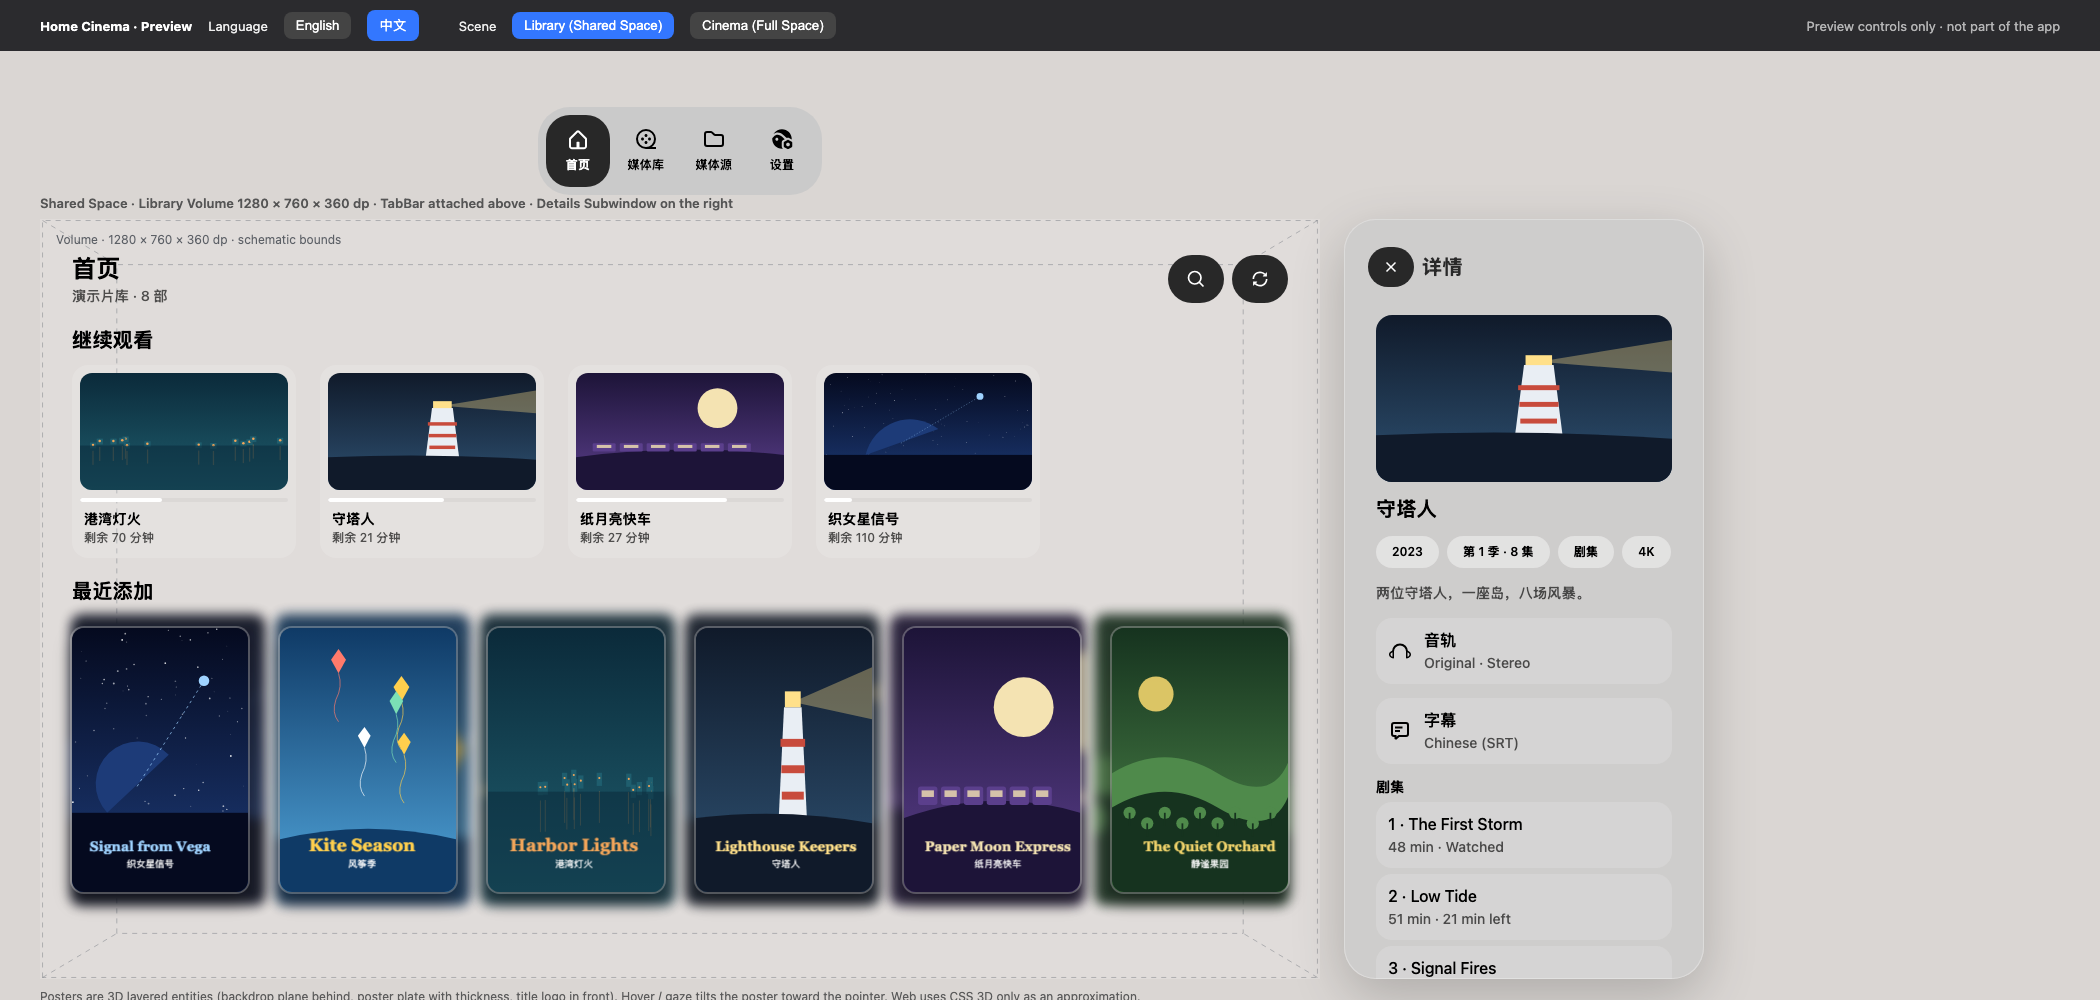 Home Cinema · Preview
Language
English
中文
Scene
Library (Shared Space)
Cinema (Full Space)
Preview controls only · not part of the app
首页
媒体库
媒体源
设置
Shared Space · Library Volume 1280 × 760 × 360 dp · TabBar attached above · Details Subwindow on the right
Volume · 1280 × 760 × 360 dp · schematic bounds
首页
演示片库 · 8 部
继续观看
港湾灯火
剩余 70 分钟
守塔人
剩余 21 分钟
纸月亮快车
剩余 27 分钟
织女星信号
剩余 110 分钟
最近添加
Signal from Vega
织女星信号
Kite Season
风筝季
Harbor Lights
港湾灯火
Lighthouse Keepers
守塔人
Paper Moon Express
纸月亮快车
The Quiet Orchard
静谧果园
详情
守塔人
2023
第 1 季 · 8 集
剧集
4K
两位守塔人，一座岛，八场风暴。
音轨
Original · Stereo
字幕
Chinese (SRT)
剧集
1 · The First Storm
48 min · Watched
2 · Low Tide
51 min · 21 min left
3 · Signal Fires
Posters are 3D layered entities (backdrop plane behind, poster plate with thickness, title logo in front). Hover / gaze tilts the poster toward the pointer. Web uses CSS 3D only as an approximation.